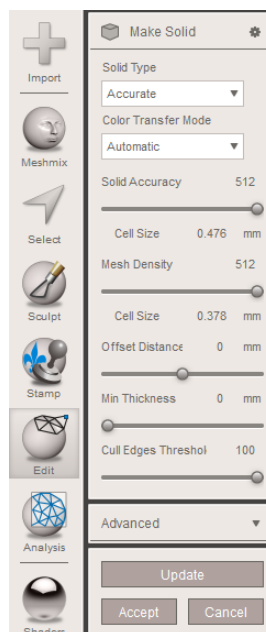 Import
Meshmix
Select
Sculpt
Stamp
Edit
Analysis
Shaders
Make Solid
Solid Type
Accurate
Color Transfer Mode
Automatic
Solid Accuracy 512
Cell Size 0.476 mm
Mesh Density 512
Cell Size 0.378 mm
Offset Distance 0 mm
Min Thickness 0 mm
Cull Edges Threshol 100
Advanced
Update
Accept Cancel